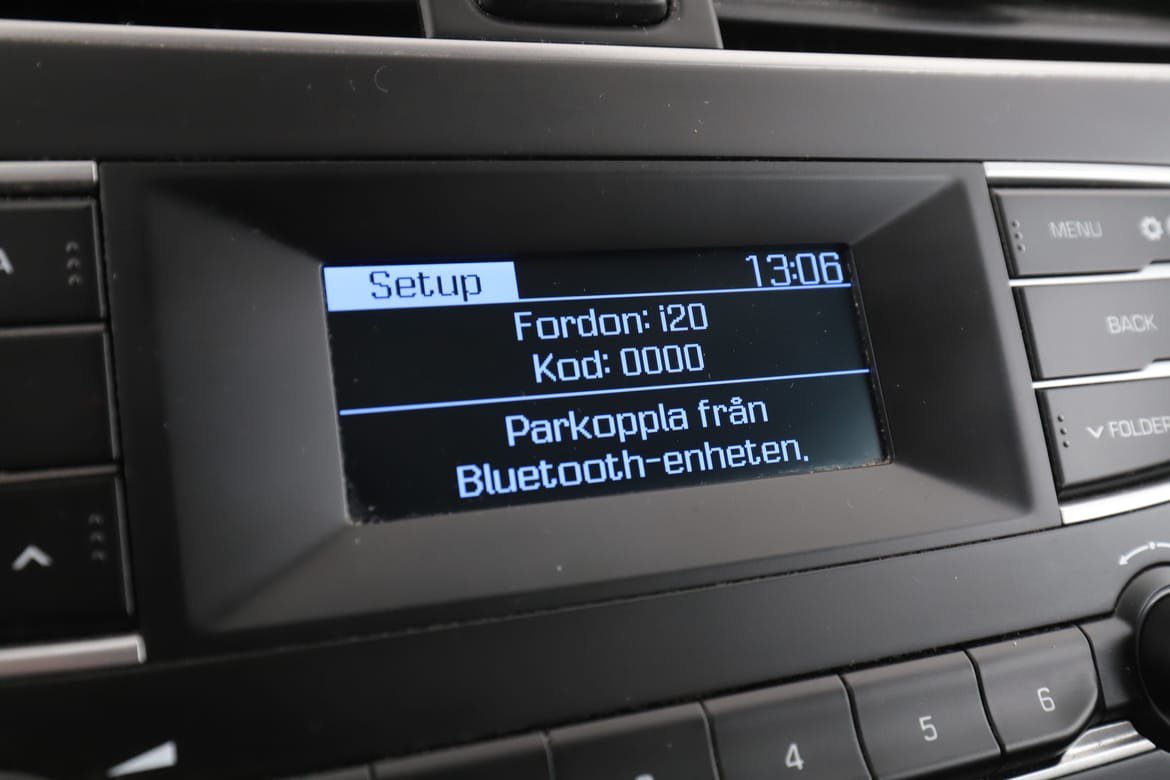 Setup 13:06
Fordon: i20
Kod: 0000
Parkoppla från
Bluetooth-enheten.
MENU
BACK
FOLDER
4
5
6